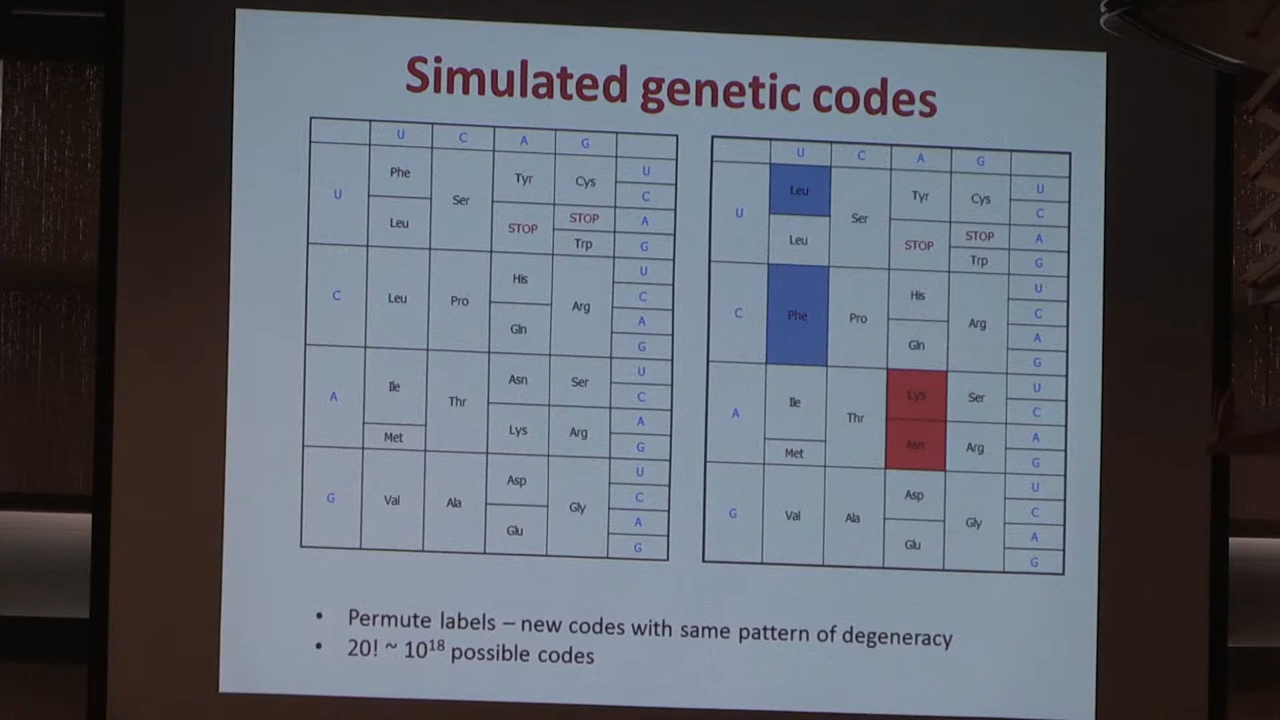 Simulated genetic codes
U C A G
U Phe Ser Tyr Cys U
C
Leu STOP STOP A
Trp G
C Leu Pro His Arg U
C
Gln A
G
A Ile Thr Asn Ser U
C
Lys Arg A
Met G
G Val Ala Asp Gly U
C
Glu A
G
U C A G
U Leu Ser Tyr Cys U
C
Leu STOP STOP A
Trp G
C Phe Pro His Arg U
C
Gln A
G
A Ile Thr Lys Ser U
C
Asn Arg A
Met G
G Val Ala Asp Gly U
C
Glu A
G
• Permute labels – new codes with same pattern of degeneracy
• 20! ~ 10¹⁸ possible codes